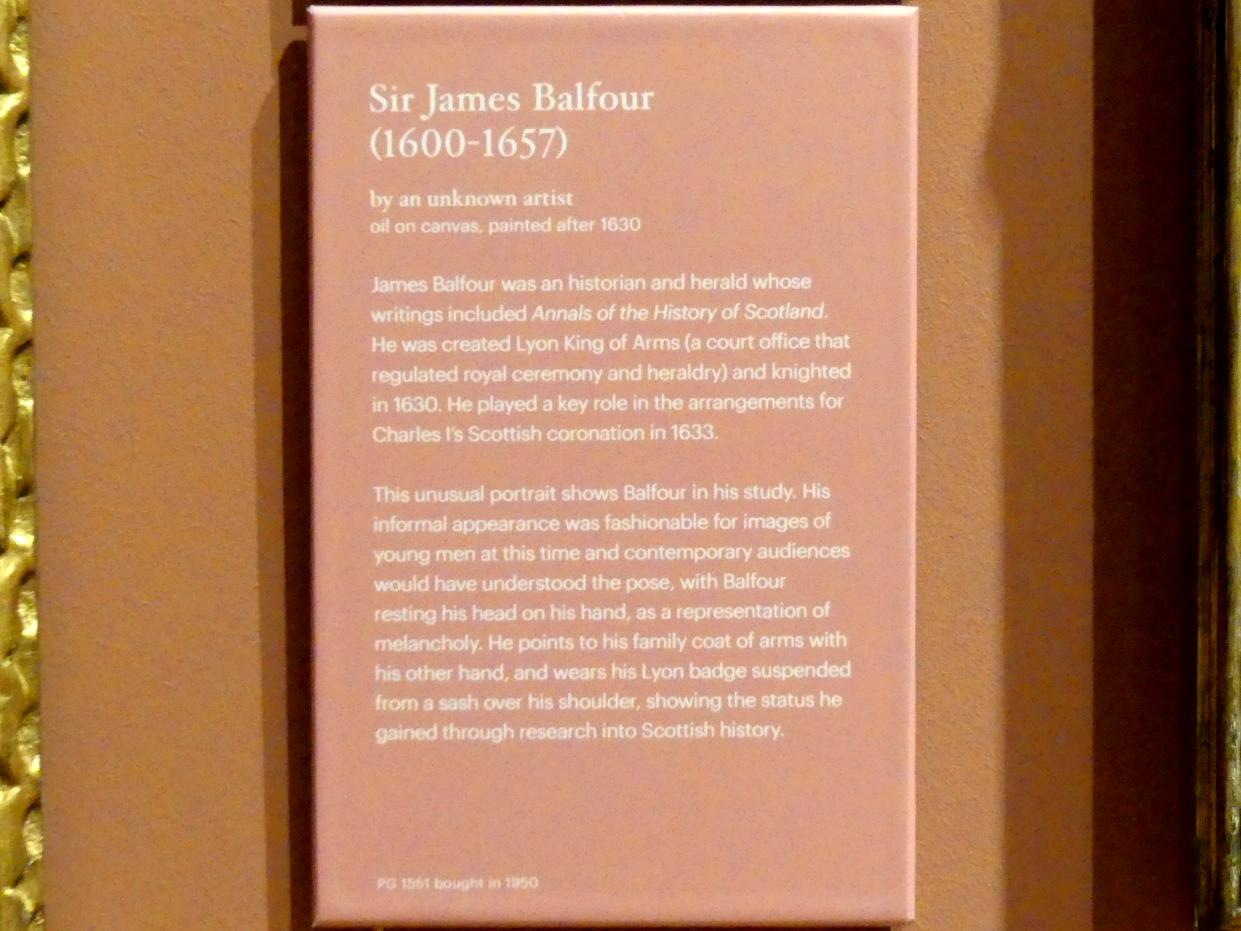 Sir James Balfour
(1600-1657)
by an unknown artist
oil on canvas, painted after 1630
James Balfour was an historian and herald whose
writings included Annals of the History of Scotland.
He was created Lyon King of Arms (a court office that
regulated royal ceremony and heraldry) and knighted
in 1630. He played a key role in the arrangements for
Charles I's Scottish coronation in 1633.
This unusual portrait shows Balfour in his study. His
informal appearance was fashionable for images of
young men at this time and contemporary audiences
would have understood the pose, with Balfour
resting his head on his hand, as a representation of
melancholy. He points to his family coat of arms with
his other hand, and wears his Lyon badge suspended
from a sash over his shoulder, showing the status he
gained through research into Scottish history.
PG 1551 bought in 1950